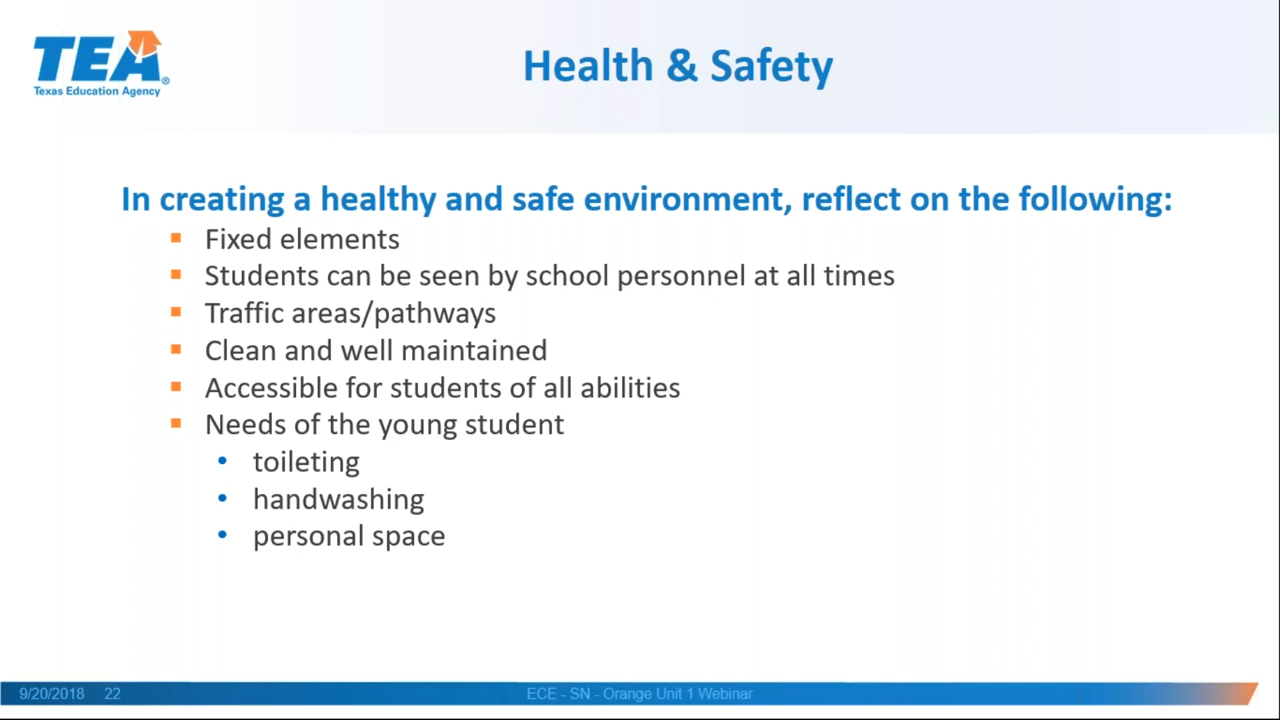 TEA®
Texas Education Agency
Health & Safety
In creating a healthy and safe environment, reflect on the following:
Fixed elements
Students can be seen by school personnel at all times
Traffic areas/pathways
Clean and well maintained
Accessible for students of all abilities
Needs of the young student
toileting
handwashing
personal space
9/20/2018 22 ECE - SN - Orange Unit 1 Webinar